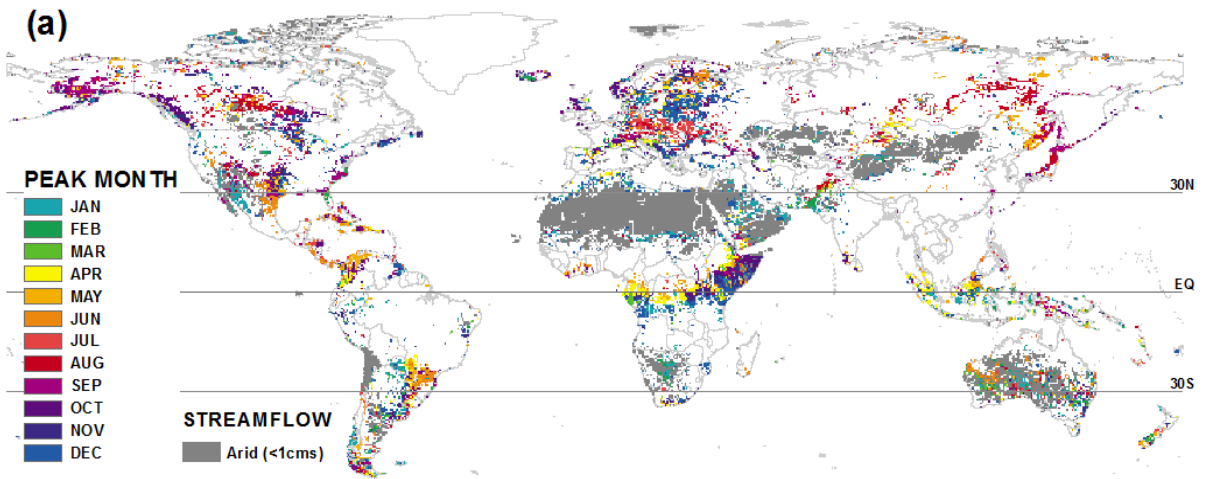 (a)
PEAK MONTH
JAN
FEB
MAR
APR
MAY
JUN
JUL
AUG
SEP
OCT
NOV
DEC
STREAMFLOW
Arid (<1cms)
30N
EQ
30S